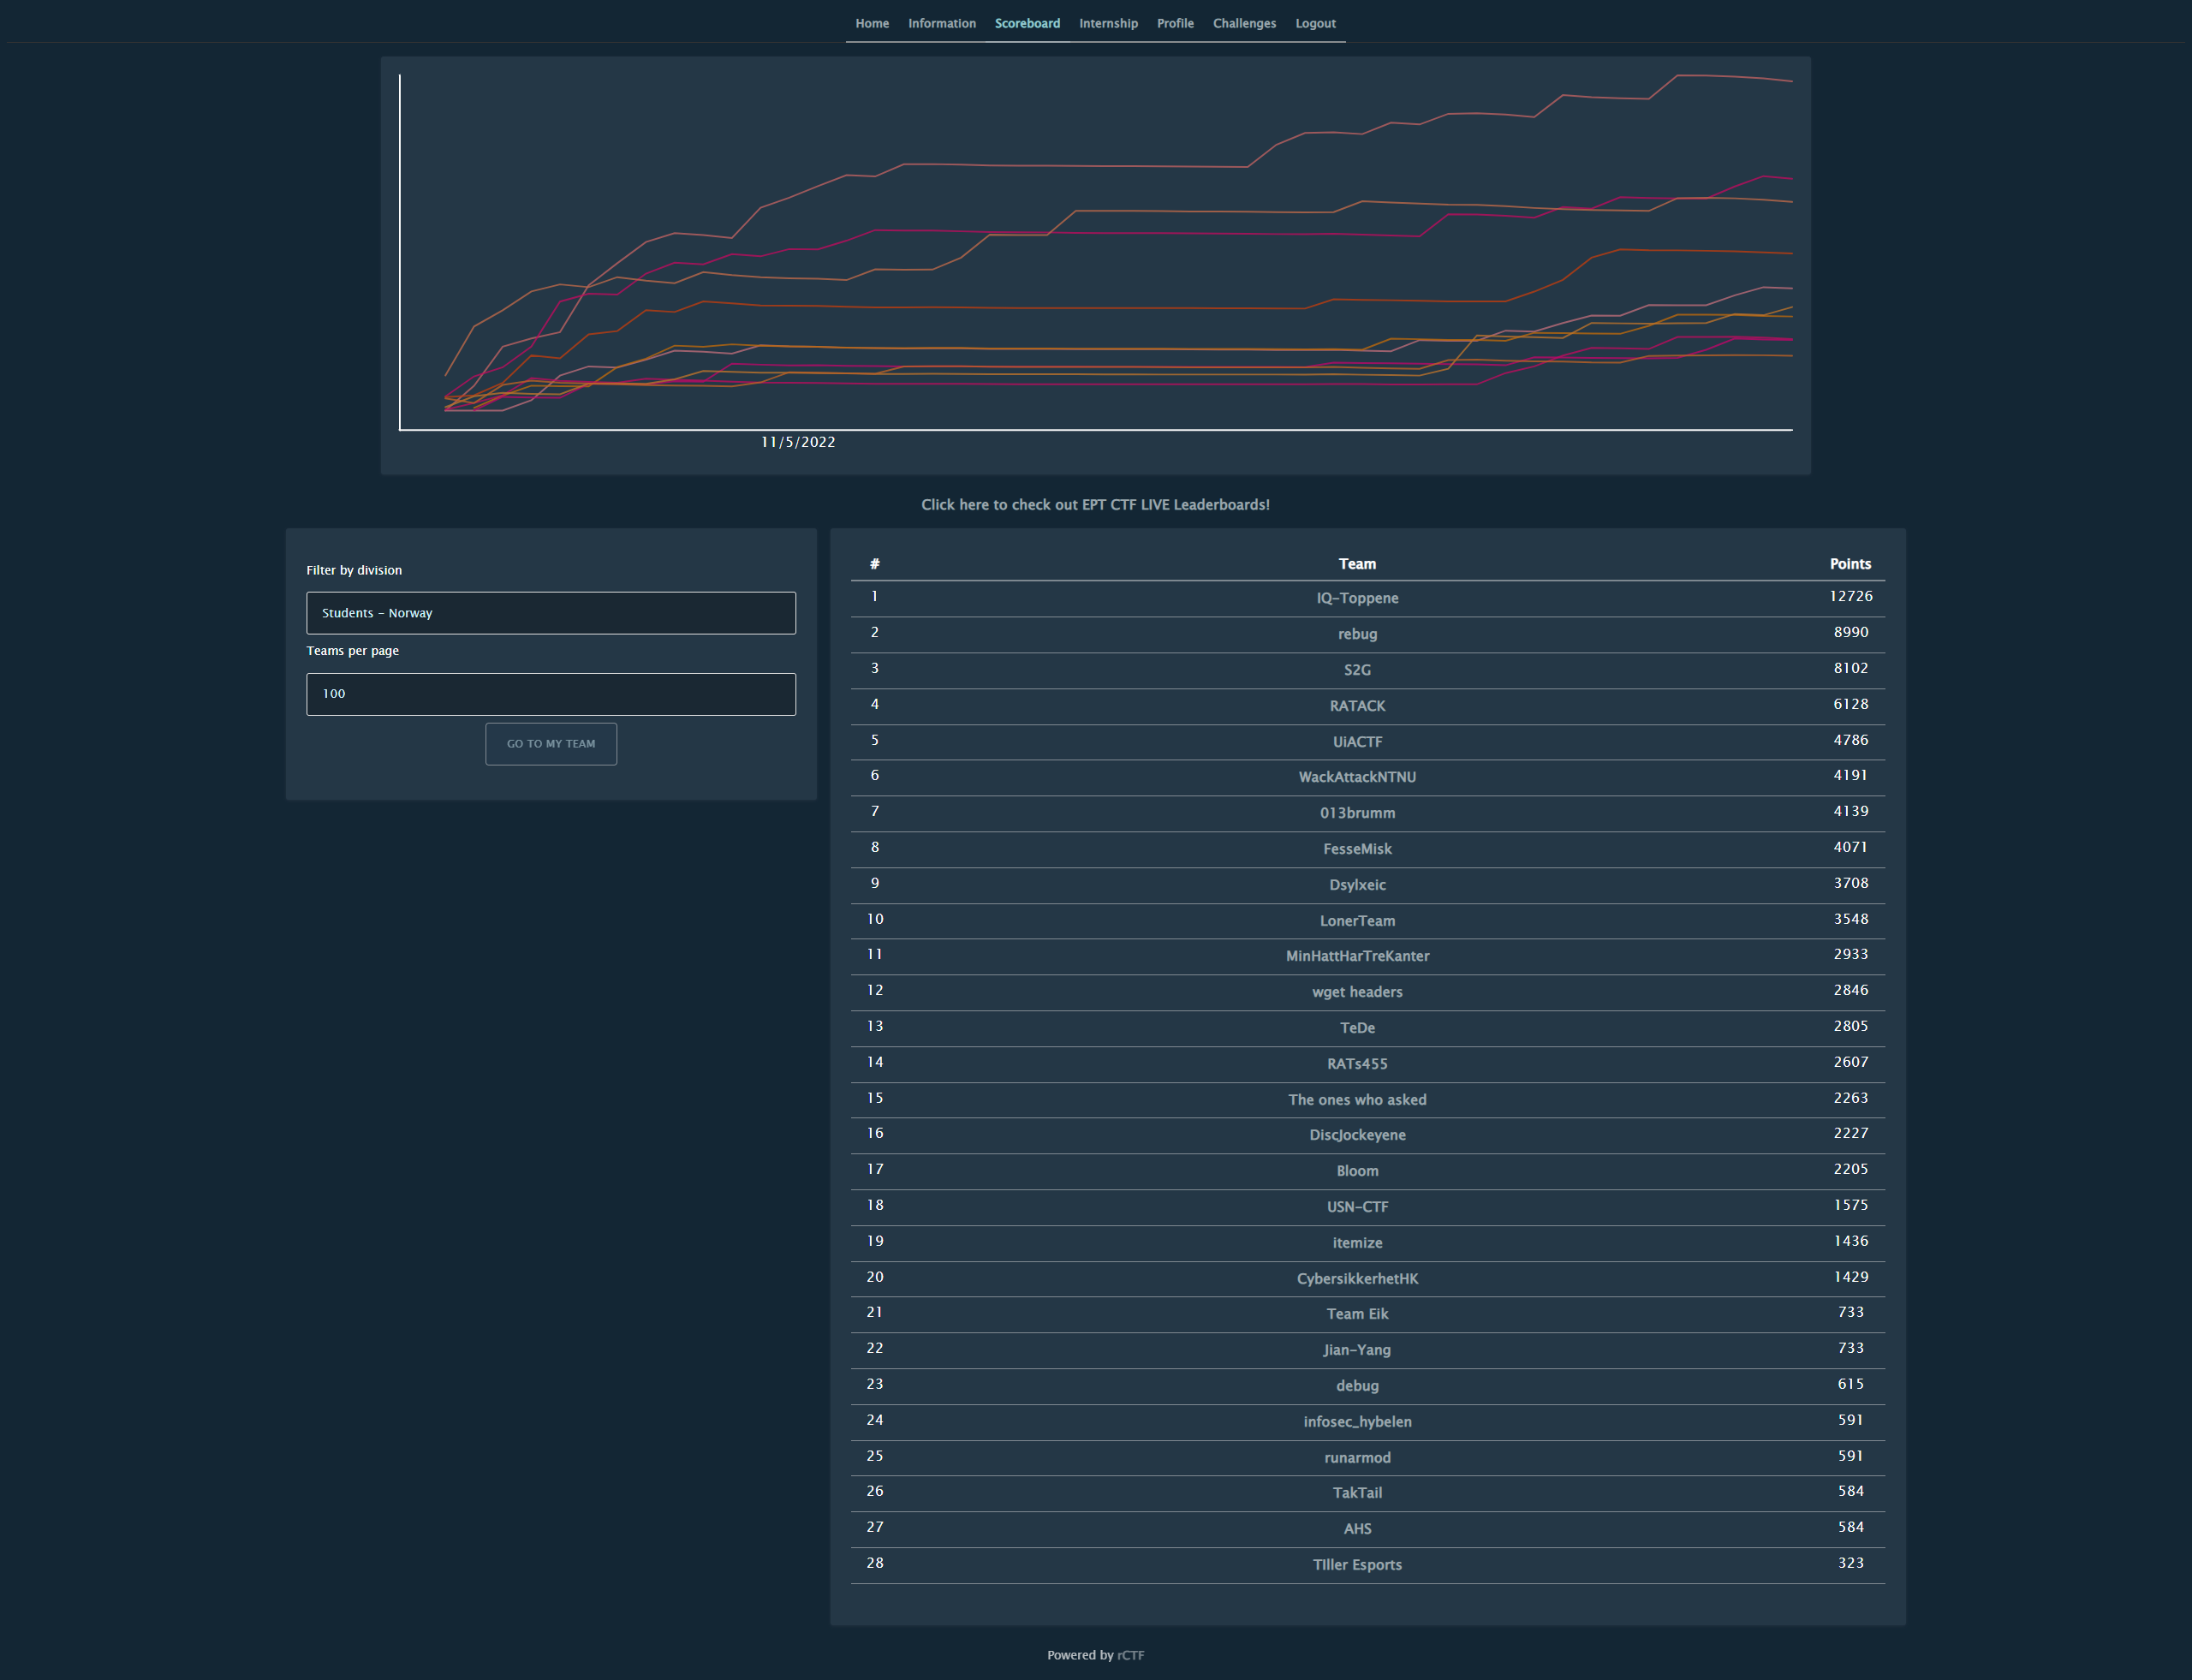 Home Information Scoreboard Internship Profile Challenges Logout
11/5/2022
Click here to check out EPT CTF LIVE Leaderboards!
Filter by division
Students - Norway
Teams per page
100
GO TO MY TEAM
# Team Points
1 IQ-Toppene 12726
2 rebug 8990
3 S2G 8102
4 RATACK 6128
5 UiACTF 4786
6 WackAttackNTNU 4191
7 013brumm 4139
8 FesseMisk 4071
9 Dsylxeic 3708
10 LonerTeam 3548
11 MinHattHarTreKanter 2933
12 wget headers 2846
13 TeDe 2805
14 RATs455 2607
15 The ones who asked 2263
16 DiscJockeyene 2227
17 Bloom 2205
18 USN-CTF 1575
19 itemize 1436
20 CybersikkerhetHK 1429
21 Team Eik 733
22 Jian-Yang 733
23 debug 615
24 infosec_hybelen 591
25 runarmod 591
26 TakTail 584
27 AHS 584
28 TIller Esports 323
Powered by rCTF